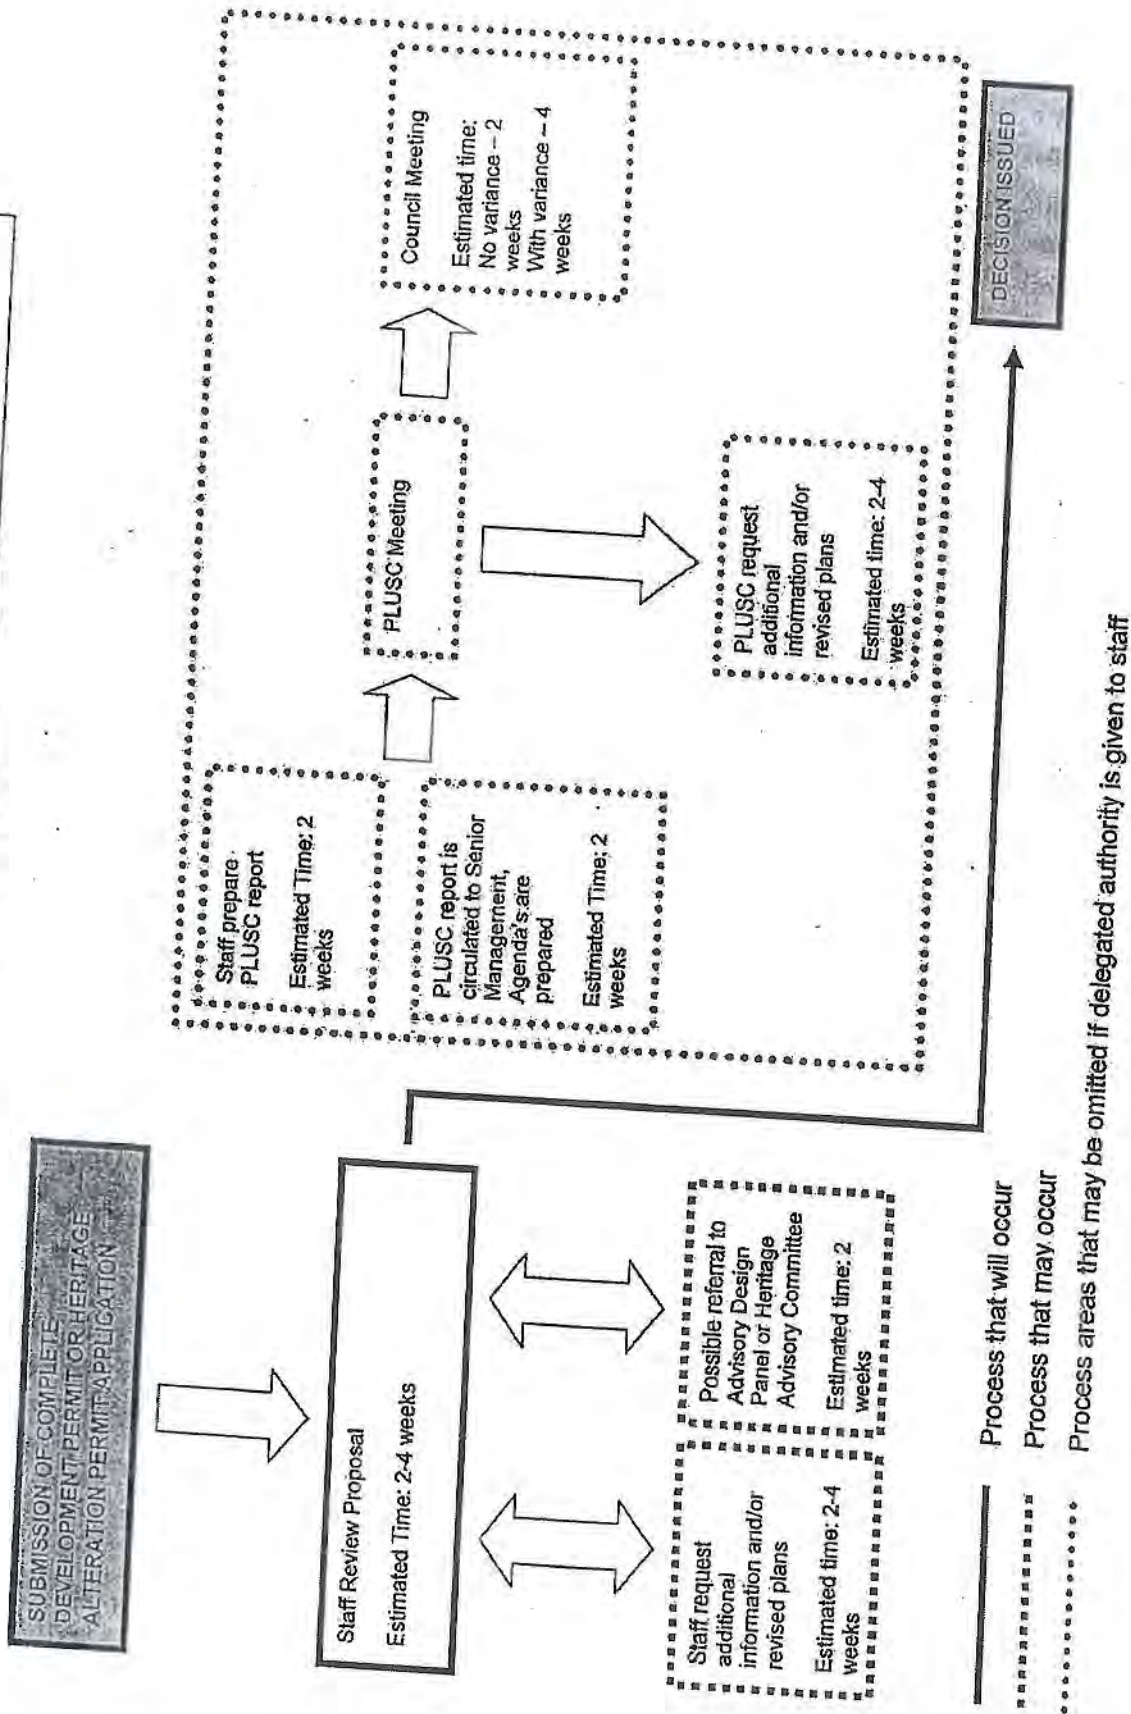 SUBMISSION OF COMPLETE
DEVELOPMENT PERMIT OR HERITAGE
ALTERATION PERMIT APPLICATION
Staff Review Proposal
Estimated Time: 2-4 weeks
Staff request
additional
information and/or
revised plans
Estimated time: 2-4
weeks
Possible referral to
Advisory Design
Panel or Heritage
Advisory Committee
Estimated time: 2
weeks
Staff prepare
PLUSC report
Estimated Time: 2
weeks
PLUSC report is
circulated to Senior
Management,
Agenda's are
prepared
Estimated Time: 2
weeks
PLUSC Meeting
Council Meeting
Estimated time:
No variance – 2
weeks
With variance – 4
weeks
PLUSC request
additional
information and/or
revised plans
Estimated time: 2-4
weeks
DECISION ISSUED
Process that will occur
Process that may occur
Process areas that may be omitted if delegated authority is given to staff